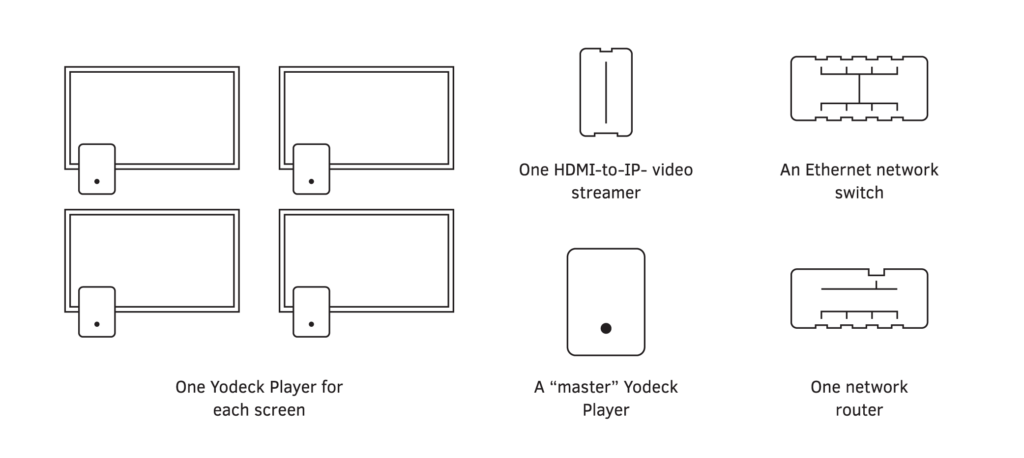 One HDMI-to-IP- video
streamer
An Ethernet network
switch
One Yodeck Player for
each screen
A “master” Yodeck
Player
One network
router